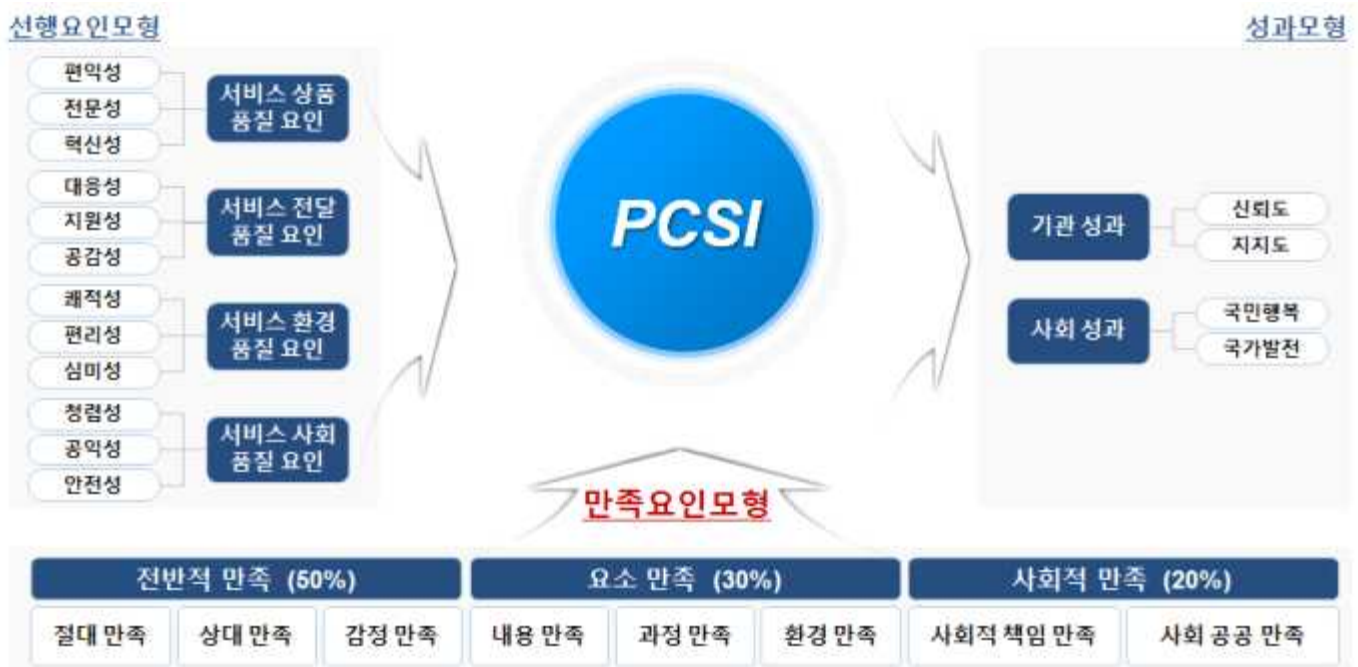 선행요인모형
편익성
전문성
혁신성
서비스 상품
품질 요인
대응성
지원성
공감성
서비스 전달
품질 요인
쾌적성
편리성
심미성
서비스 환경
품질 요인
청렴성
공익성
안전성
서비스 사회
품질 요인
PCSI
성과모형
기관 성과
신뢰도
지지도
사회 성과
국민행복
국가발전
만족요인모형
전반적 만족 (50%)
요소 만족 (30%)
사회적 만족 (20%)
절대 만족
상대 만족
감정 만족
내용 만족
과정 만족
환경 만족
사회적 책임 만족
사회 공공 만족